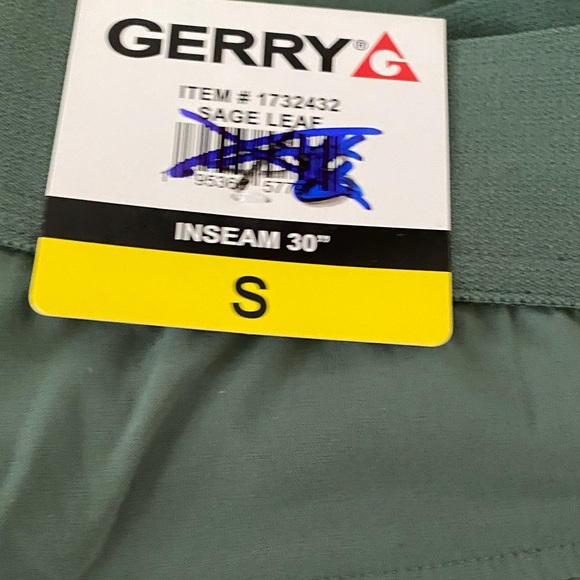 GERRY® G
ITEM # 1732432
SAGE LEAF
INSEAM 30”
S